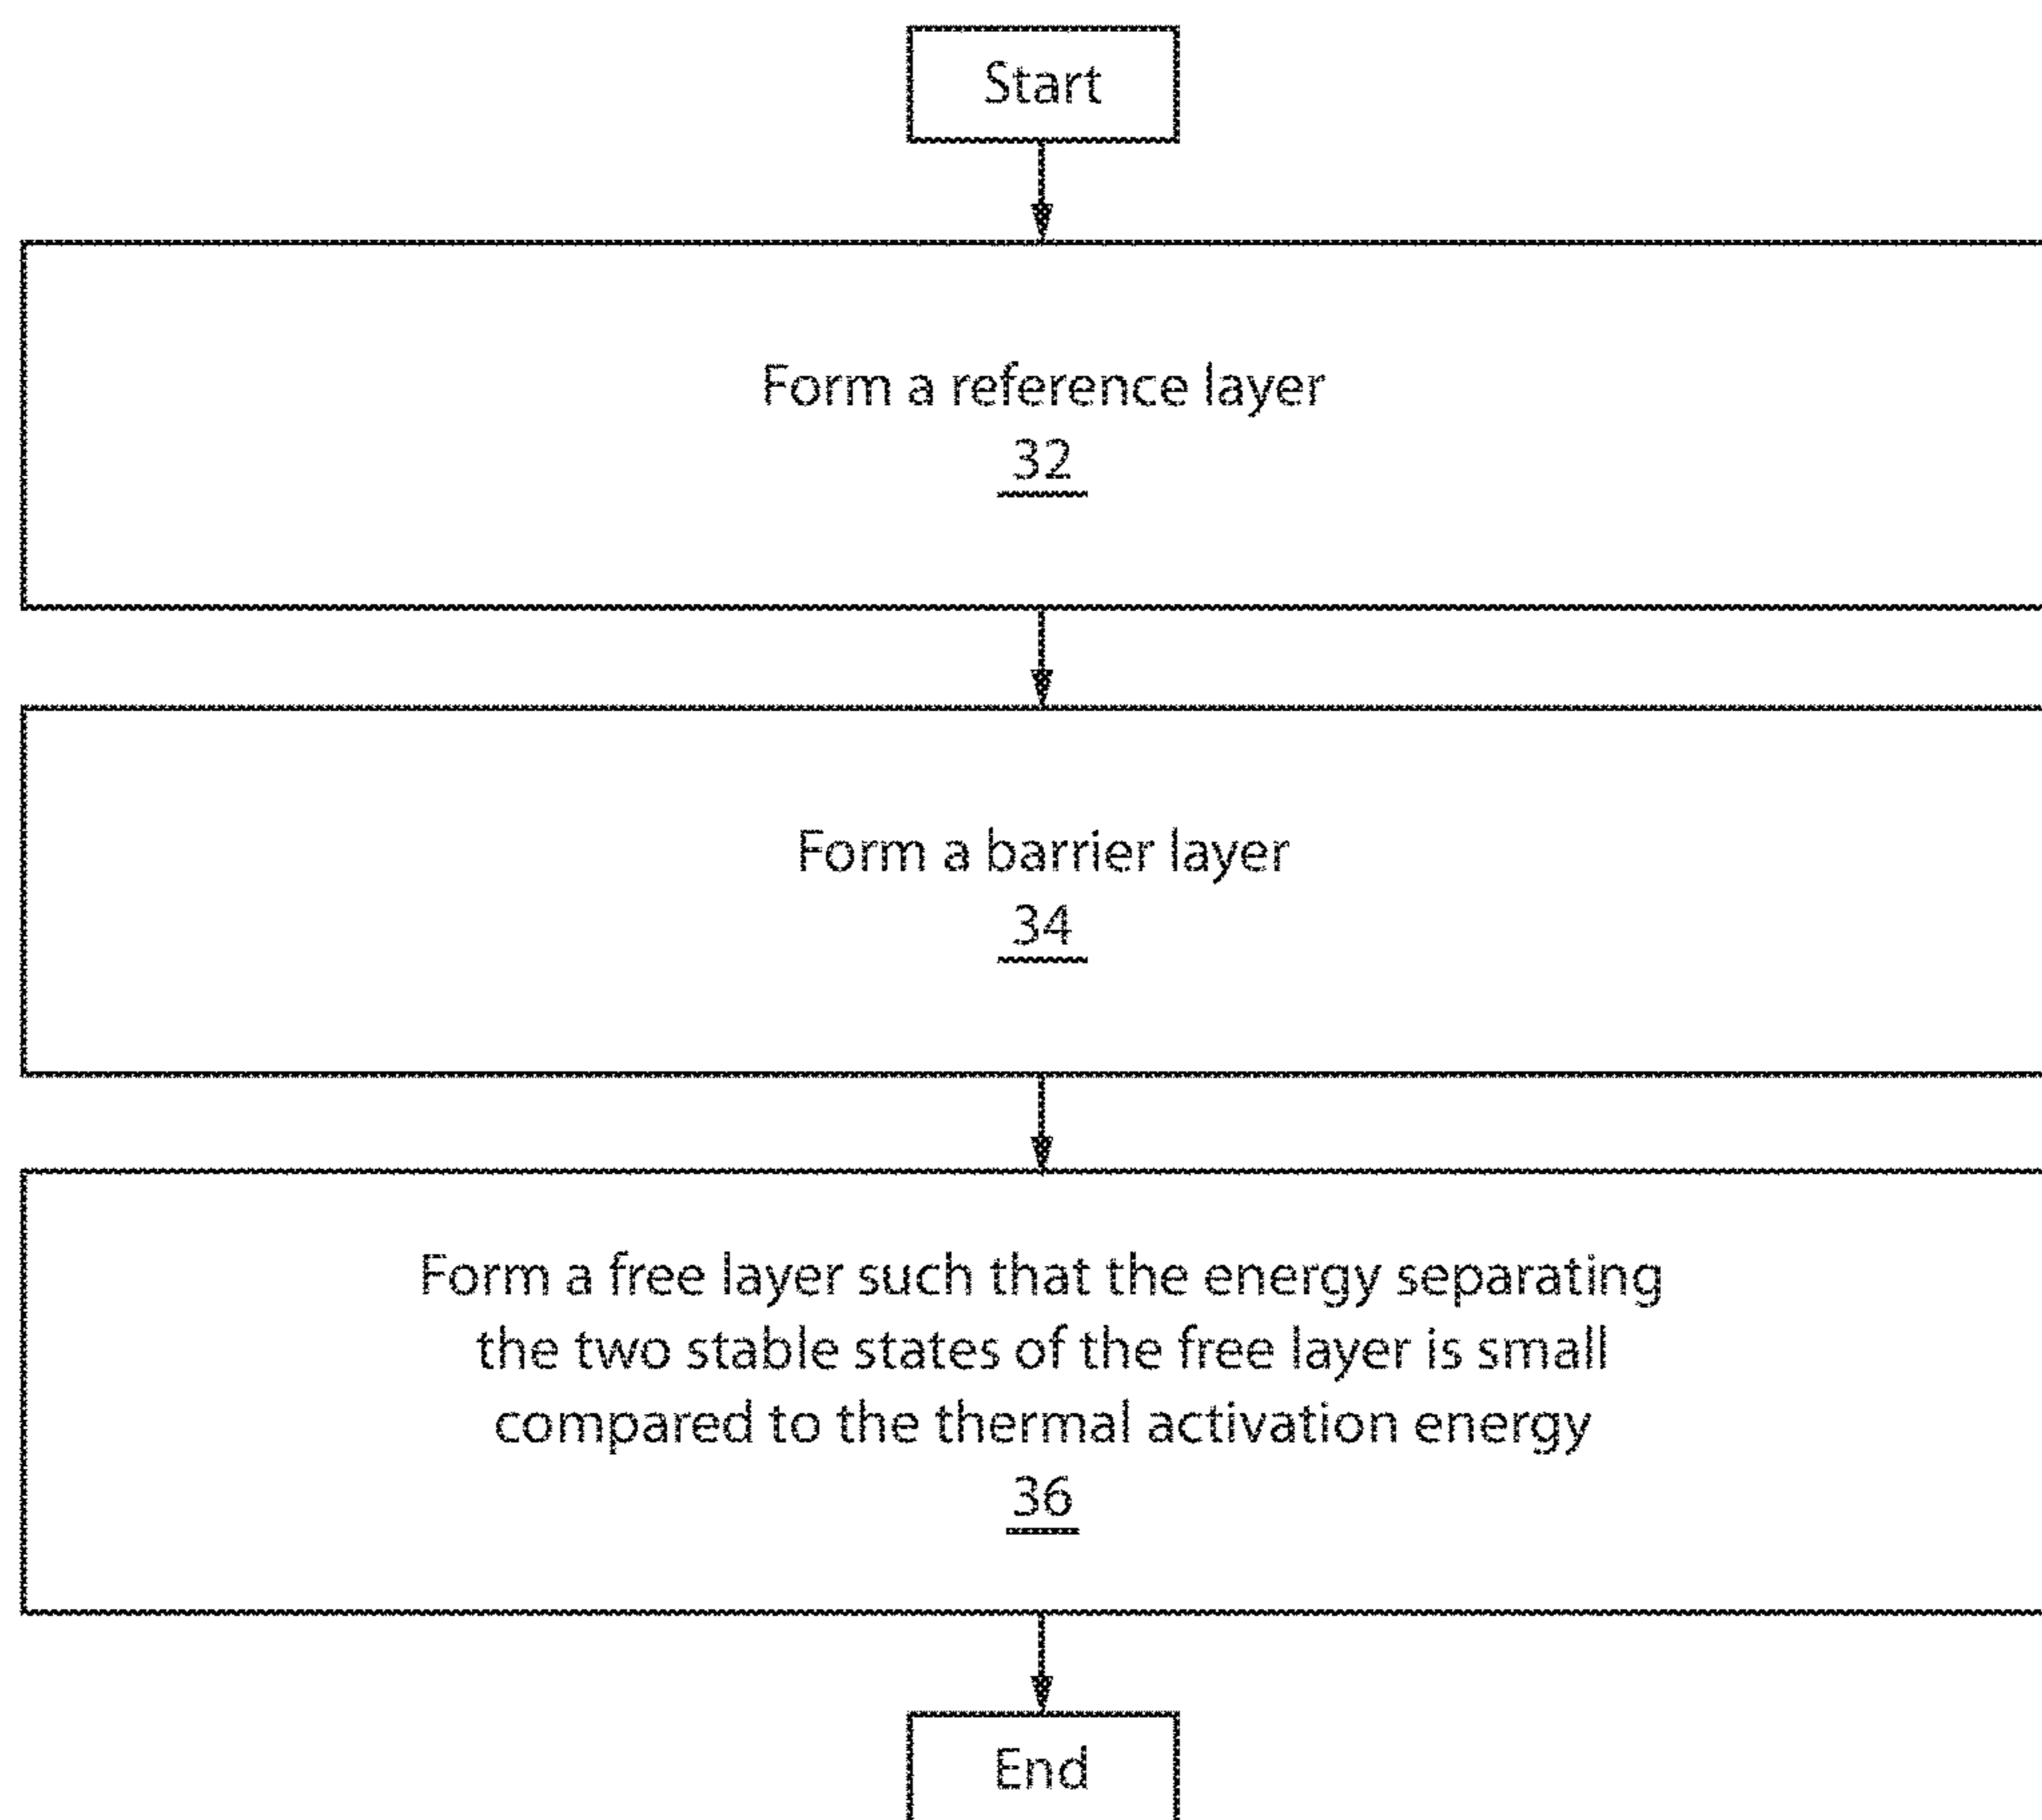 Start
Form a reference layer
32
Form a barrier layer
34
Form a free layer such that the energy separating
the two stable states of the free layer is small
compared to the thermal activation energy
36
End